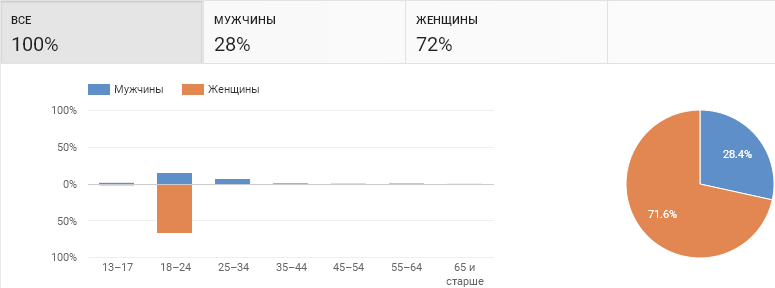 ВСЕ
100%
МУЖЧИНЫ
28%
ЖЕНЩИНЫ
72%
Мужчины
Женщины
100%
50%
0%
50%
100%
13–17
18–24
25–34
35–44
45–54
55–64
65 и
старше
28.4%
71.6%